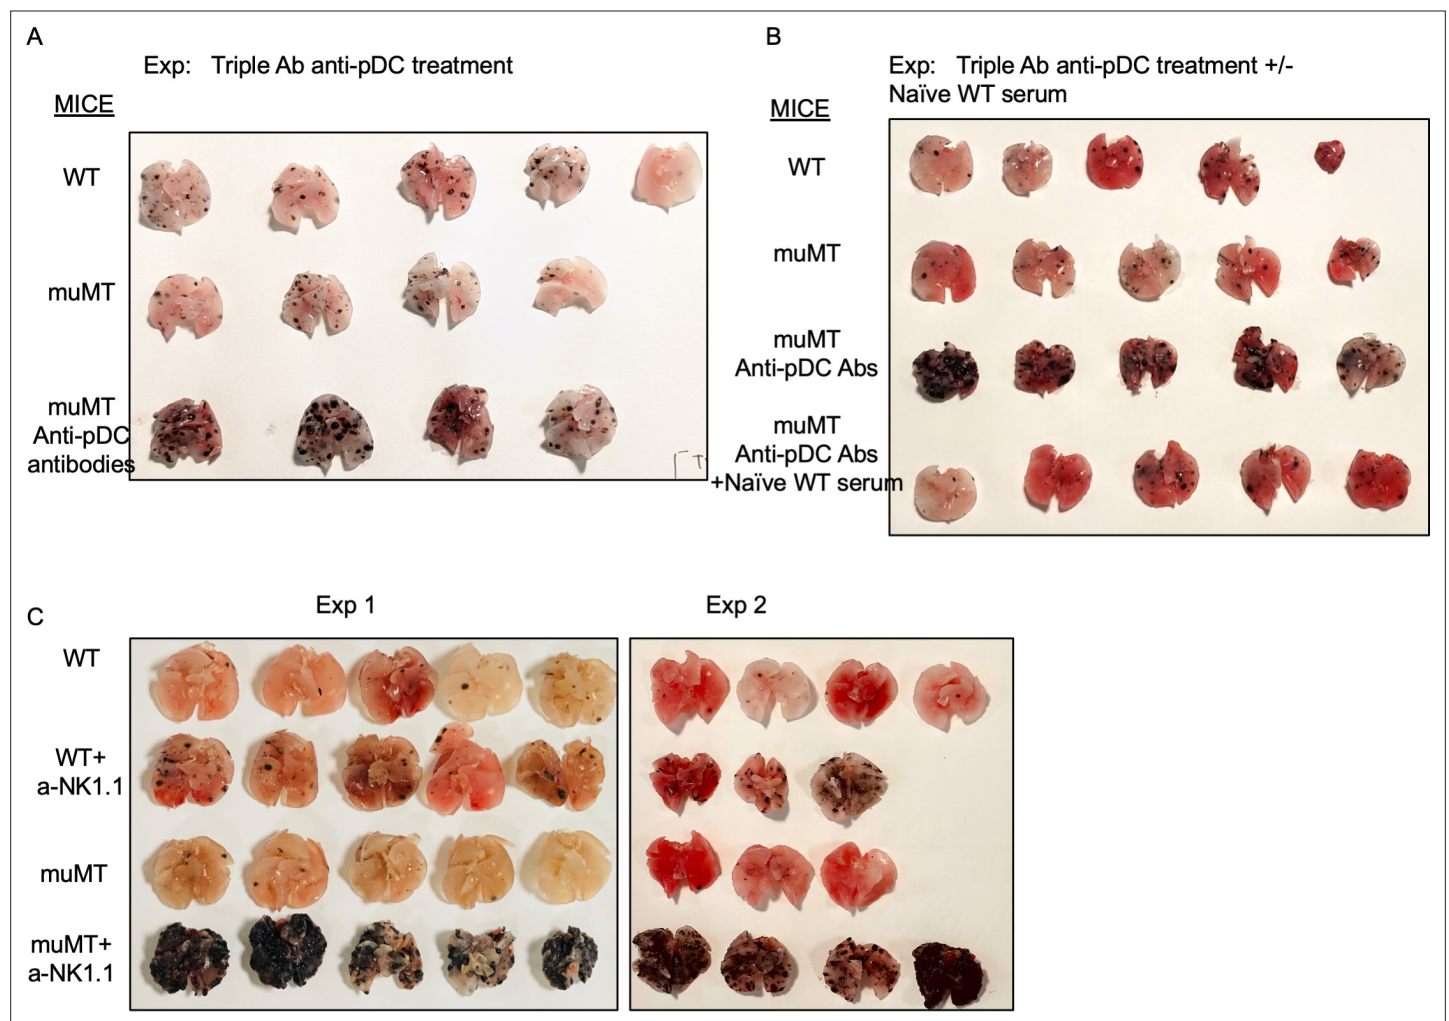 A
Exp: Triple Ab anti-pDC treatment
MICE
WT
muMT
muMT
Anti-pDC
antibodies
B
Exp: Triple Ab anti-pDC treatment +/-
Naïve WT serum
MICE
WT
muMT
muMT
Anti-pDC Abs
muMT
Anti-pDC Abs
+Naïve WT serum
C
Exp 1
Exp 2
WT
WT+
a-NK1.1
muMT
muMT+
a-NK1.1